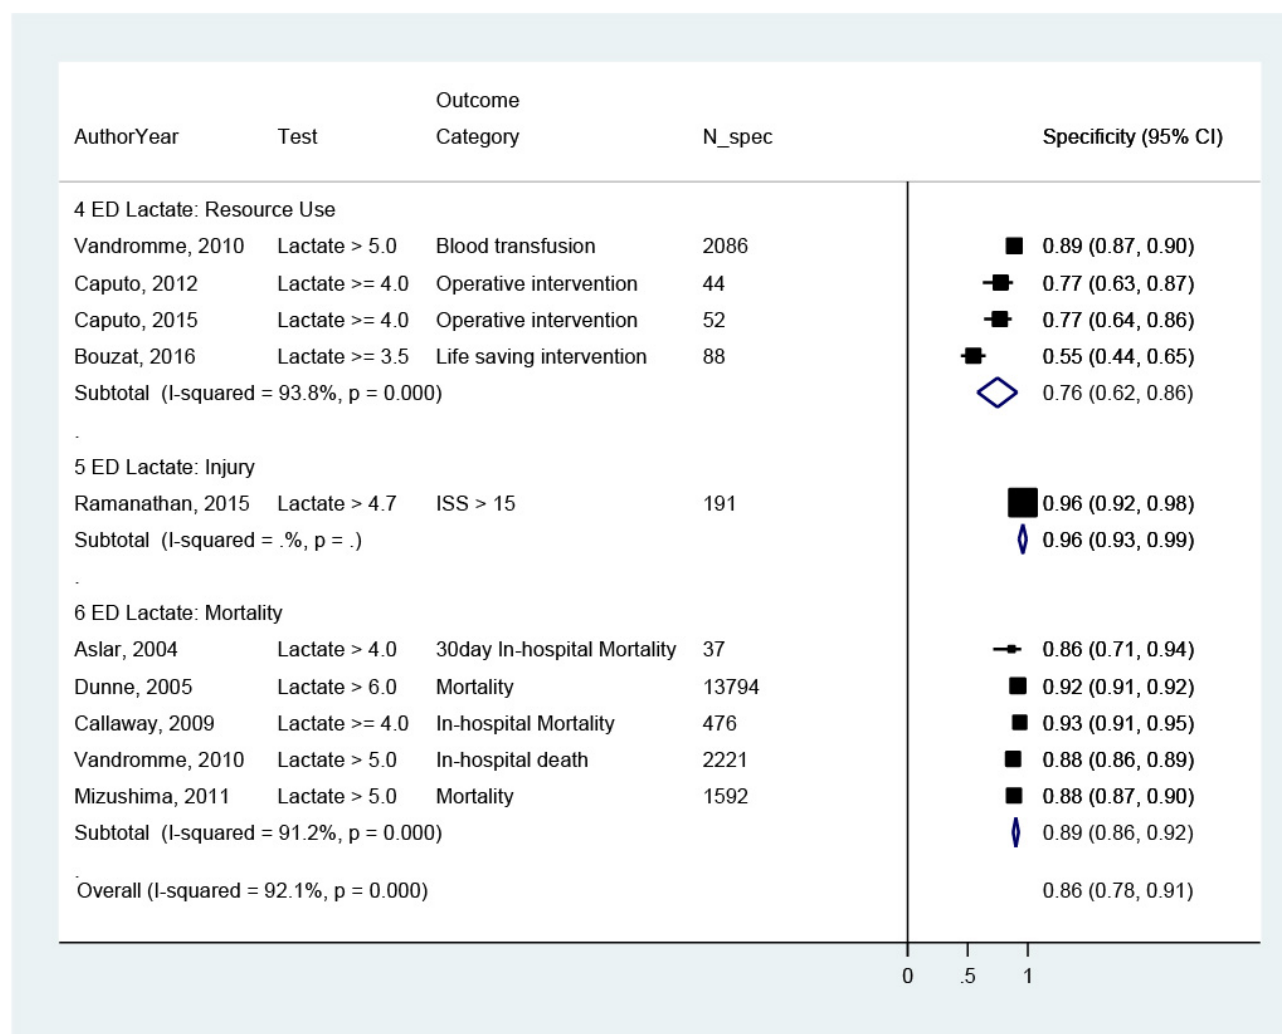 Outcome
AuthorYear Test Category N_spec Specificity (95% CI)
4 ED Lactate: Resource Use
Vandromme, 2010 Lactate > 5.0 Blood transfusion 2086 0.89 (0.87, 0.90)
Caputo, 2012 Lactate >= 4.0 Operative intervention 44 0.77 (0.63, 0.87)
Caputo, 2015 Lactate >= 4.0 Operative intervention 52 0.77 (0.64, 0.86)
Bouzat, 2016 Lactate >= 3.5 Life saving intervention 88 0.55 (0.44, 0.65)
Subtotal (I-squared = 93.8%, p = 0.000) 0.76 (0.62, 0.86)
.
5 ED Lactate: Injury
Ramanathan, 2015 Lactate > 4.7 ISS > 15 191 0.96 (0.92, 0.98)
Subtotal (I-squared = .%, p = .) 0.96 (0.93, 0.99)
.
6 ED Lactate: Mortality
Aslar, 2004 Lactate > 4.0 30day In-hospital Mortality 37 0.86 (0.71, 0.94)
Dunne, 2005 Lactate > 6.0 Mortality 13794 0.92 (0.91, 0.92)
Callaway, 2009 Lactate >= 4.0 In-hospital Mortality 476 0.93 (0.91, 0.95)
Vandromme, 2010 Lactate > 5.0 In-hospital death 2221 0.88 (0.86, 0.89)
Mizushima, 2011 Lactate > 5.0 Mortality 1592 0.88 (0.87, 0.90)
Subtotal (I-squared = 91.2%, p = 0.000) 0.89 (0.86, 0.92)
.
Overall (I-squared = 92.1%, p = 0.000) 0.86 (0.78, 0.91)
0 .5 1